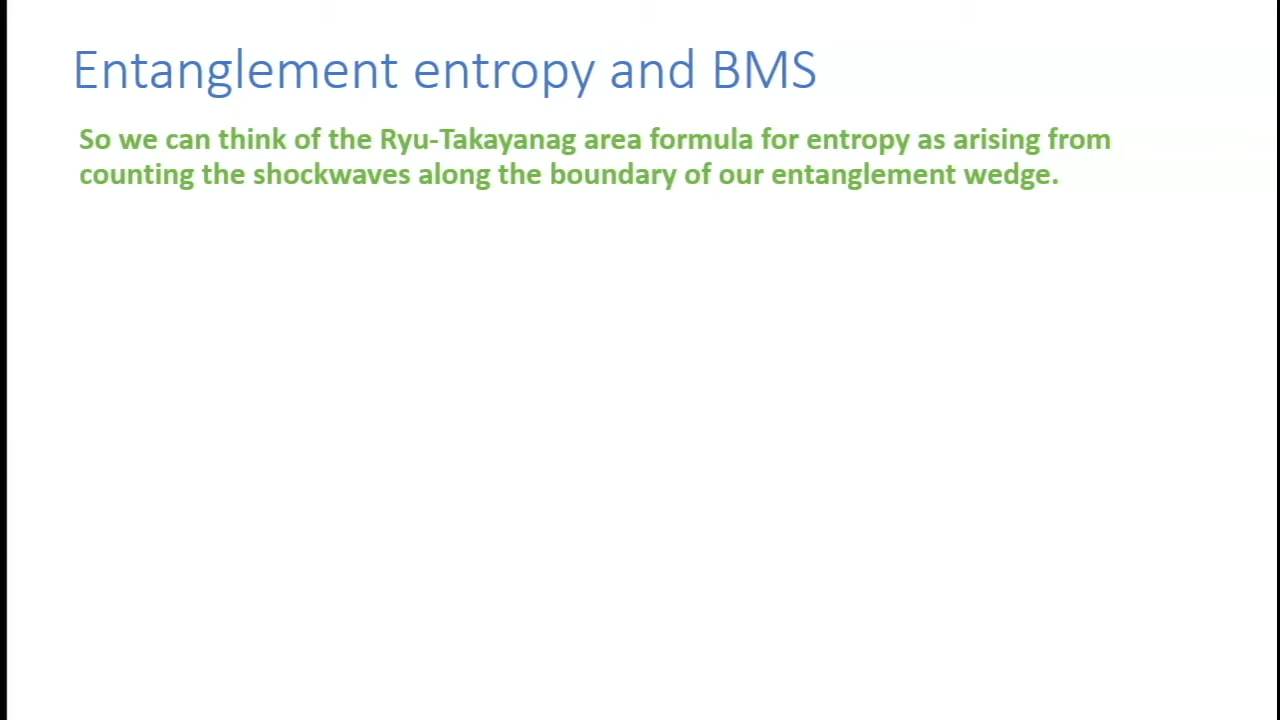 Entanglement entropy and BMS
So we can think of the Ryu-Takayanag area formula for entropy as arising from
counting the shockwaves along the boundary of our entanglement wedge.